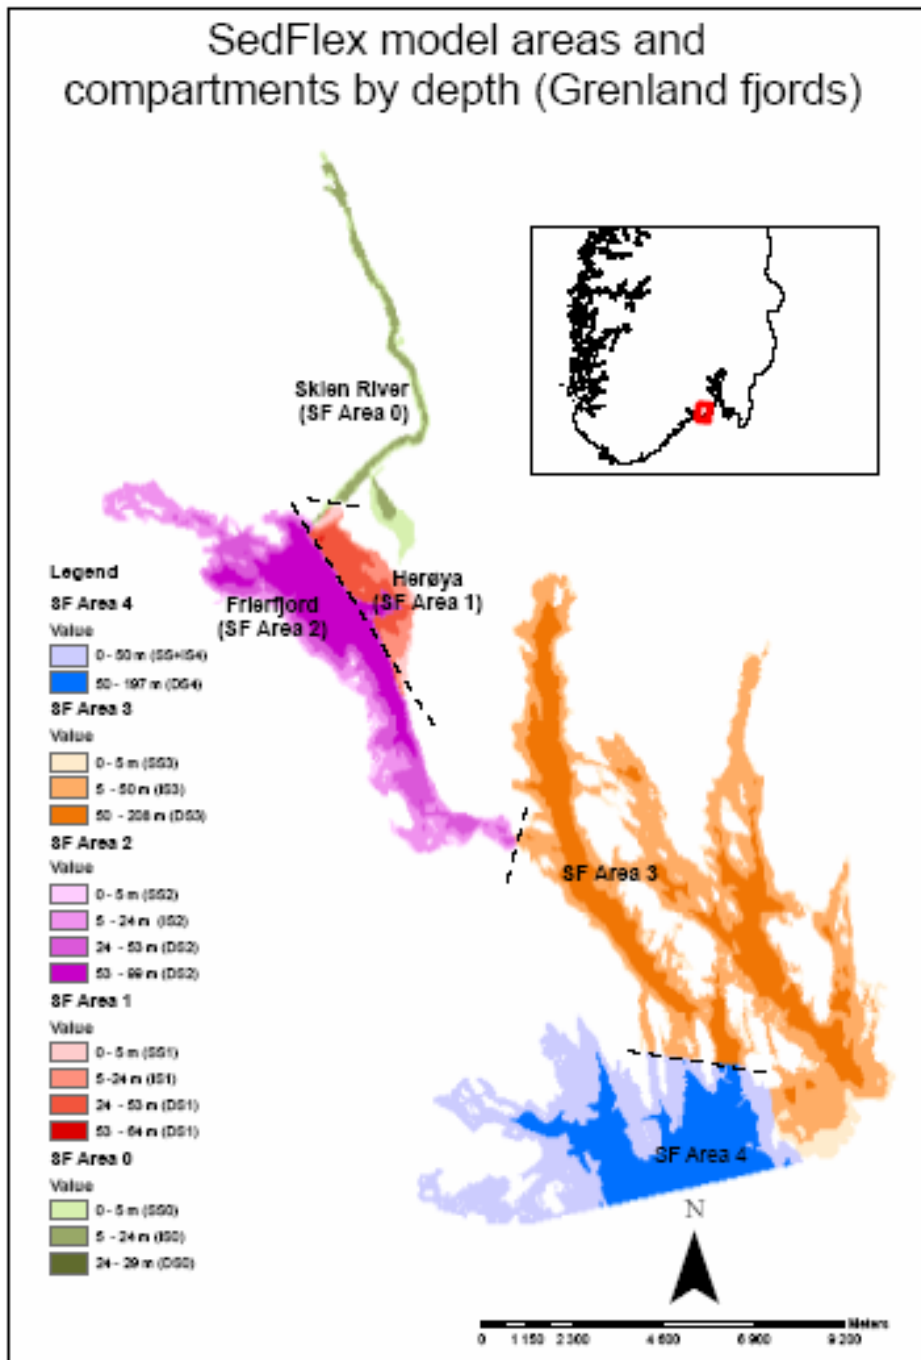 SedFlex model areas and
compartments by depth (Grenland fjords)
Skien River
(SF Area 0)
Herøya
(SF Area 1)
Frierfjord
(SF Area 2)
SF Area 3
SF Area 4
Legend
SF Area 4
Value
0 - 50 m (SS+IS4)
50 - 197 m (DS4)
SF Area 3
Value
0 - 5 m (SS3)
5 - 50 m (IS3)
50 - 208 m (DS3)
SF Area 2
Value
0 - 5 m (SS2)
5 - 24 m (IS2)
24 - 53 m (DS2)
53 - 99 m (DS2)
SF Area 1
Value
0 - 5 m (SS1)
5 -24 m (IS1)
24 - 53 m (DS1)
53 - 64 m (DS1)
SF Area 0
Value
0 - 5 m (SS0)
5 - 24 m (IS0)
24 - 29 m (DS0)
N
Meters
0 1 150 2 300 4 600 6 900 9 200